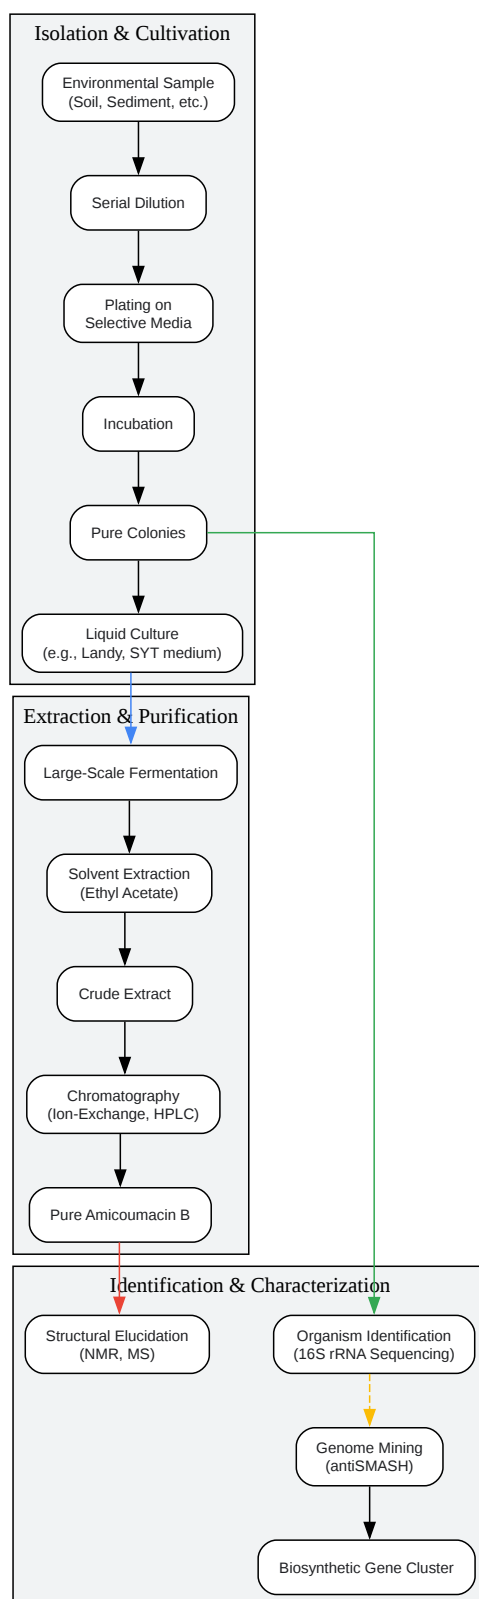 Isolation & Cultivation
Environmental Sample
(Soil, Sediment, etc.)
Serial Dilution
Plating on
Selective Media
Incubation
Pure Colonies
Liquid Culture
(e.g., Landy, SYT medium)
Extraction & Purification
Large-Scale Fermentation
Solvent Extraction
(Ethyl Acetate)
Crude Extract
Chromatography
(Ion-Exchange, HPLC)
Pure Amicoumacin B
Identification & Characterization
Structural Elucidation
(NMR, MS)
Organism Identification
(16S rRNA Sequencing)
Genome Mining
(antiSMASH)
Biosynthetic Gene Cluster